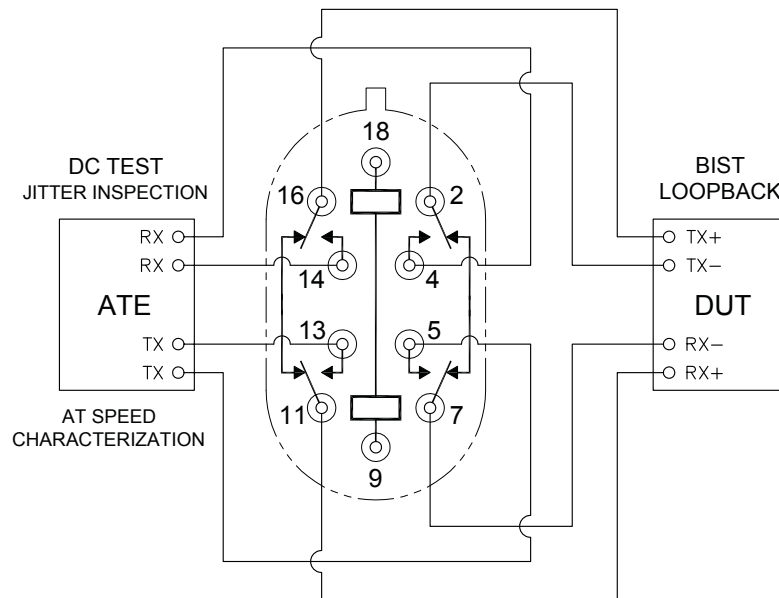 DC TEST
JITTER INSPECTION
RX
RX
ATE
TX
TX
AT SPEED
CHARACTERIZATION
18
16
2
14
4
13
5
11
7
9
BIST
LOOPBACK
TX+
TX-
DUT
RX-
RX+